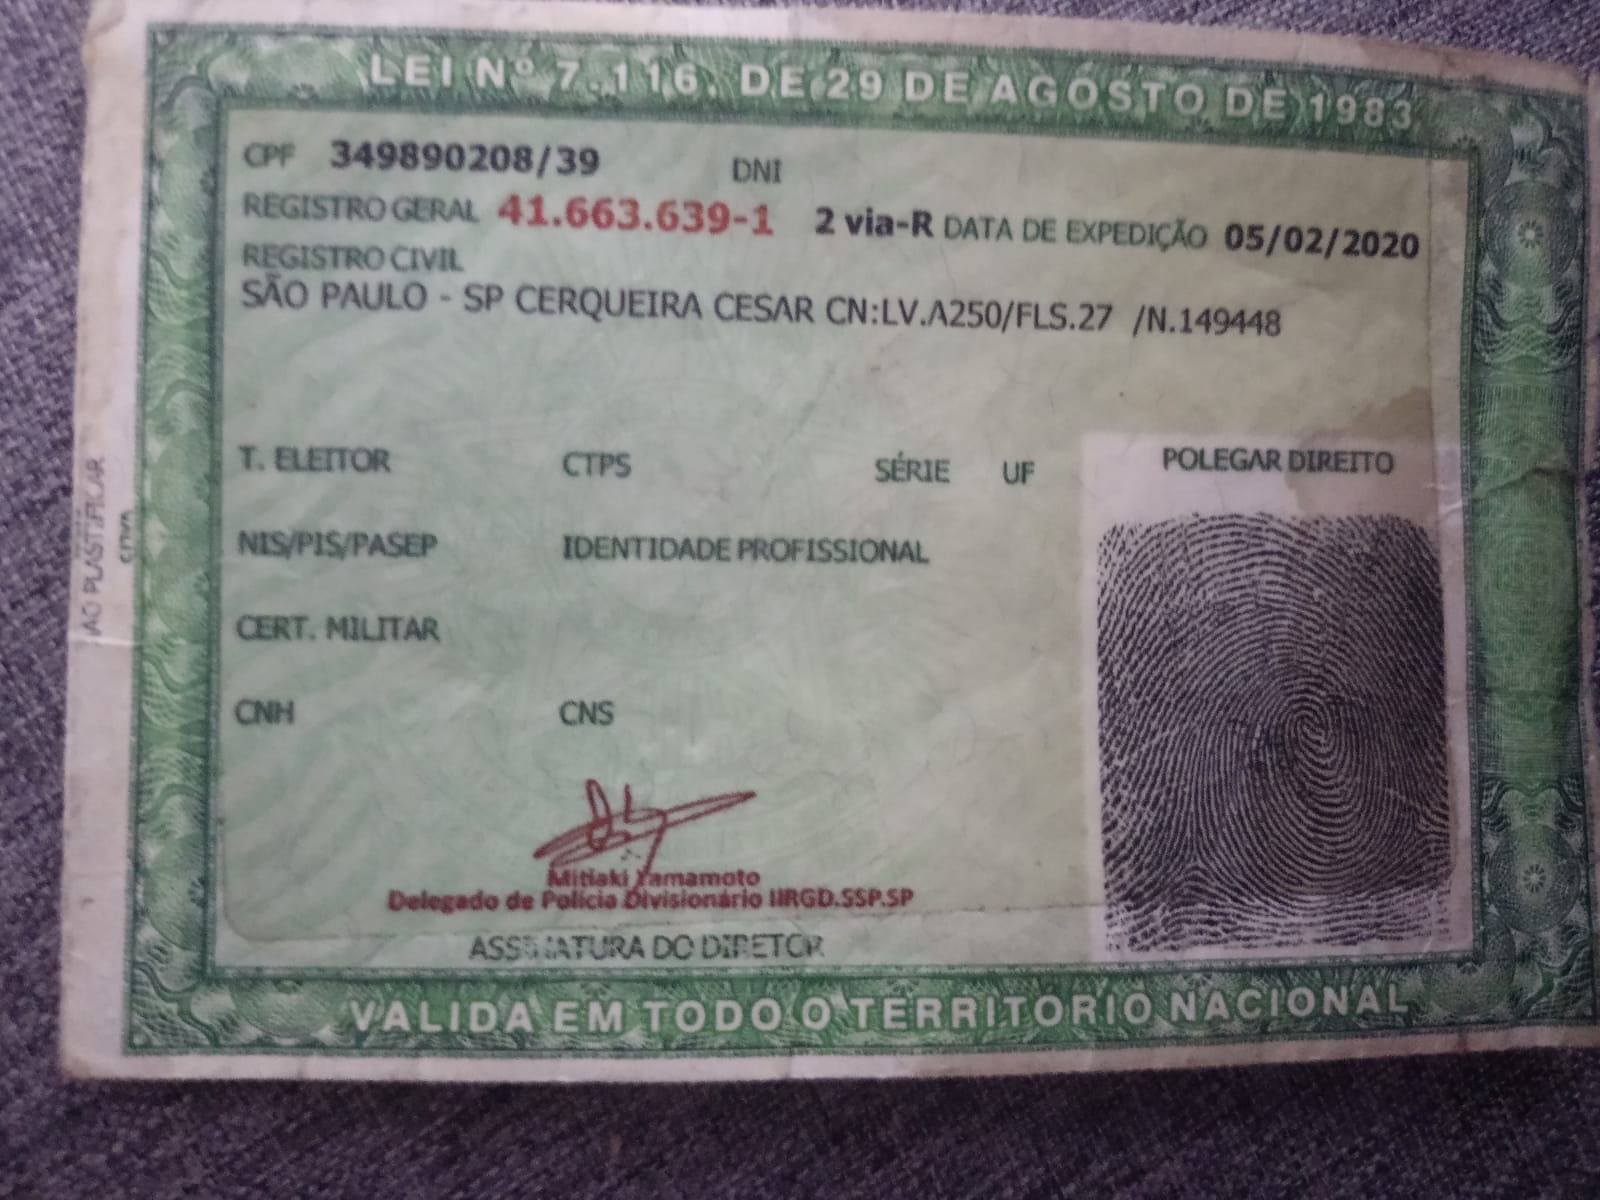 LEI Nº 7.116, DE 29 DE AGOSTO DE 1983
CPF 349890208/39 DNI
REGISTRO GERAL 41.663.639-1 2 via-R DATA DE EXPEDIÇÃO 05/02/2020
REGISTRO CIVIL
SÃO PAULO - SP CERQUEIRA CESAR CN:LV.A250/FLS.27 /N.149448
POLEGAR DIREITO
T. ELEITOR CTPS SÉRIE UF
NIS/PIS/PASEP IDENTIDADE PROFISSIONAL
CERT. MILITAR
CNH CNS
Mitiaki Yamamoto
Delegado de Polícia Divisionário IIRGD.SSP.SP
ASSINATURA DO DIRETOR
VALIDA EM TODO O TERRITORIO NACIONAL
PLASTIFICAR